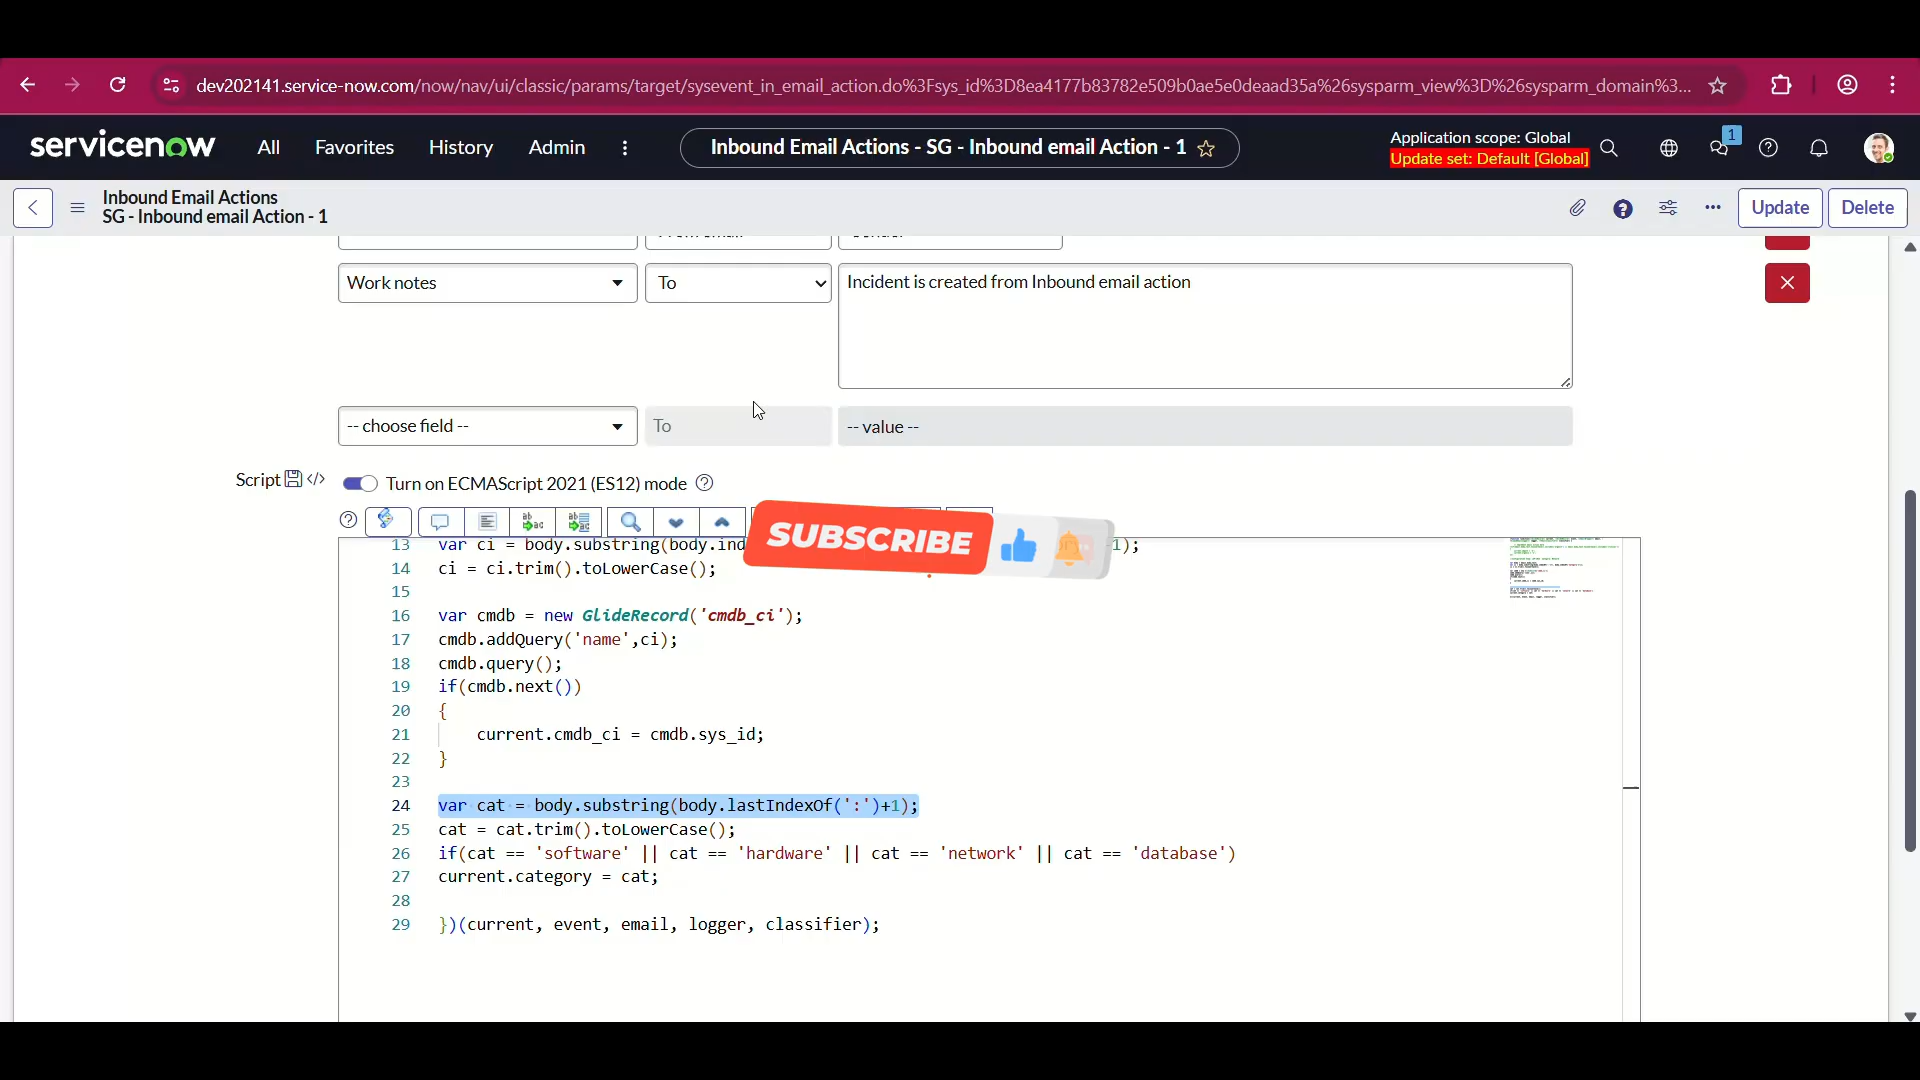 dev202141.service-now.com/now/nav/ui/classic/params/target/sysevent_in_email_action.do%3Fsys_id%3D8ea4177b83782e509b0ae5e0deaad35a%26sysparm_view%3D%26sysparm_domain%3...
servicenow All Favorites History Admin Inbound Email Actions - SG - Inbound email Action - 1 Application scope: Global
Update set: Default [Global] 1
Inbound Email Actions
SG - Inbound email Action - 1 Update Delete
Work notes To Incident is created from Inbound email action
-- choose field -- To -- value --
Script </> Turn on ECMAScript 2021 (ES12) mode
SUBSCRIBE
13 var ci = body.substring(body.ind 1);
14 ci = ci.trim().toLowerCase();
15
16 var cmdb = new GlideRecord('cmdb_ci');
17 cmdb.addQuery('name',ci);
18 cmdb.query();
19 if(cmdb.next())
20 {
21 current.cmdb_ci = cmdb.sys_id;
22 }
23
24 var cat = body.substring(body.lastIndexOf(':')+1);
25 cat = cat.trim().toLowerCase();
26 if(cat == 'software' || cat == 'hardware' || cat == 'network' || cat == 'database')
27 current.category = cat;
28
29 })(current, event, email, logger, classifier);